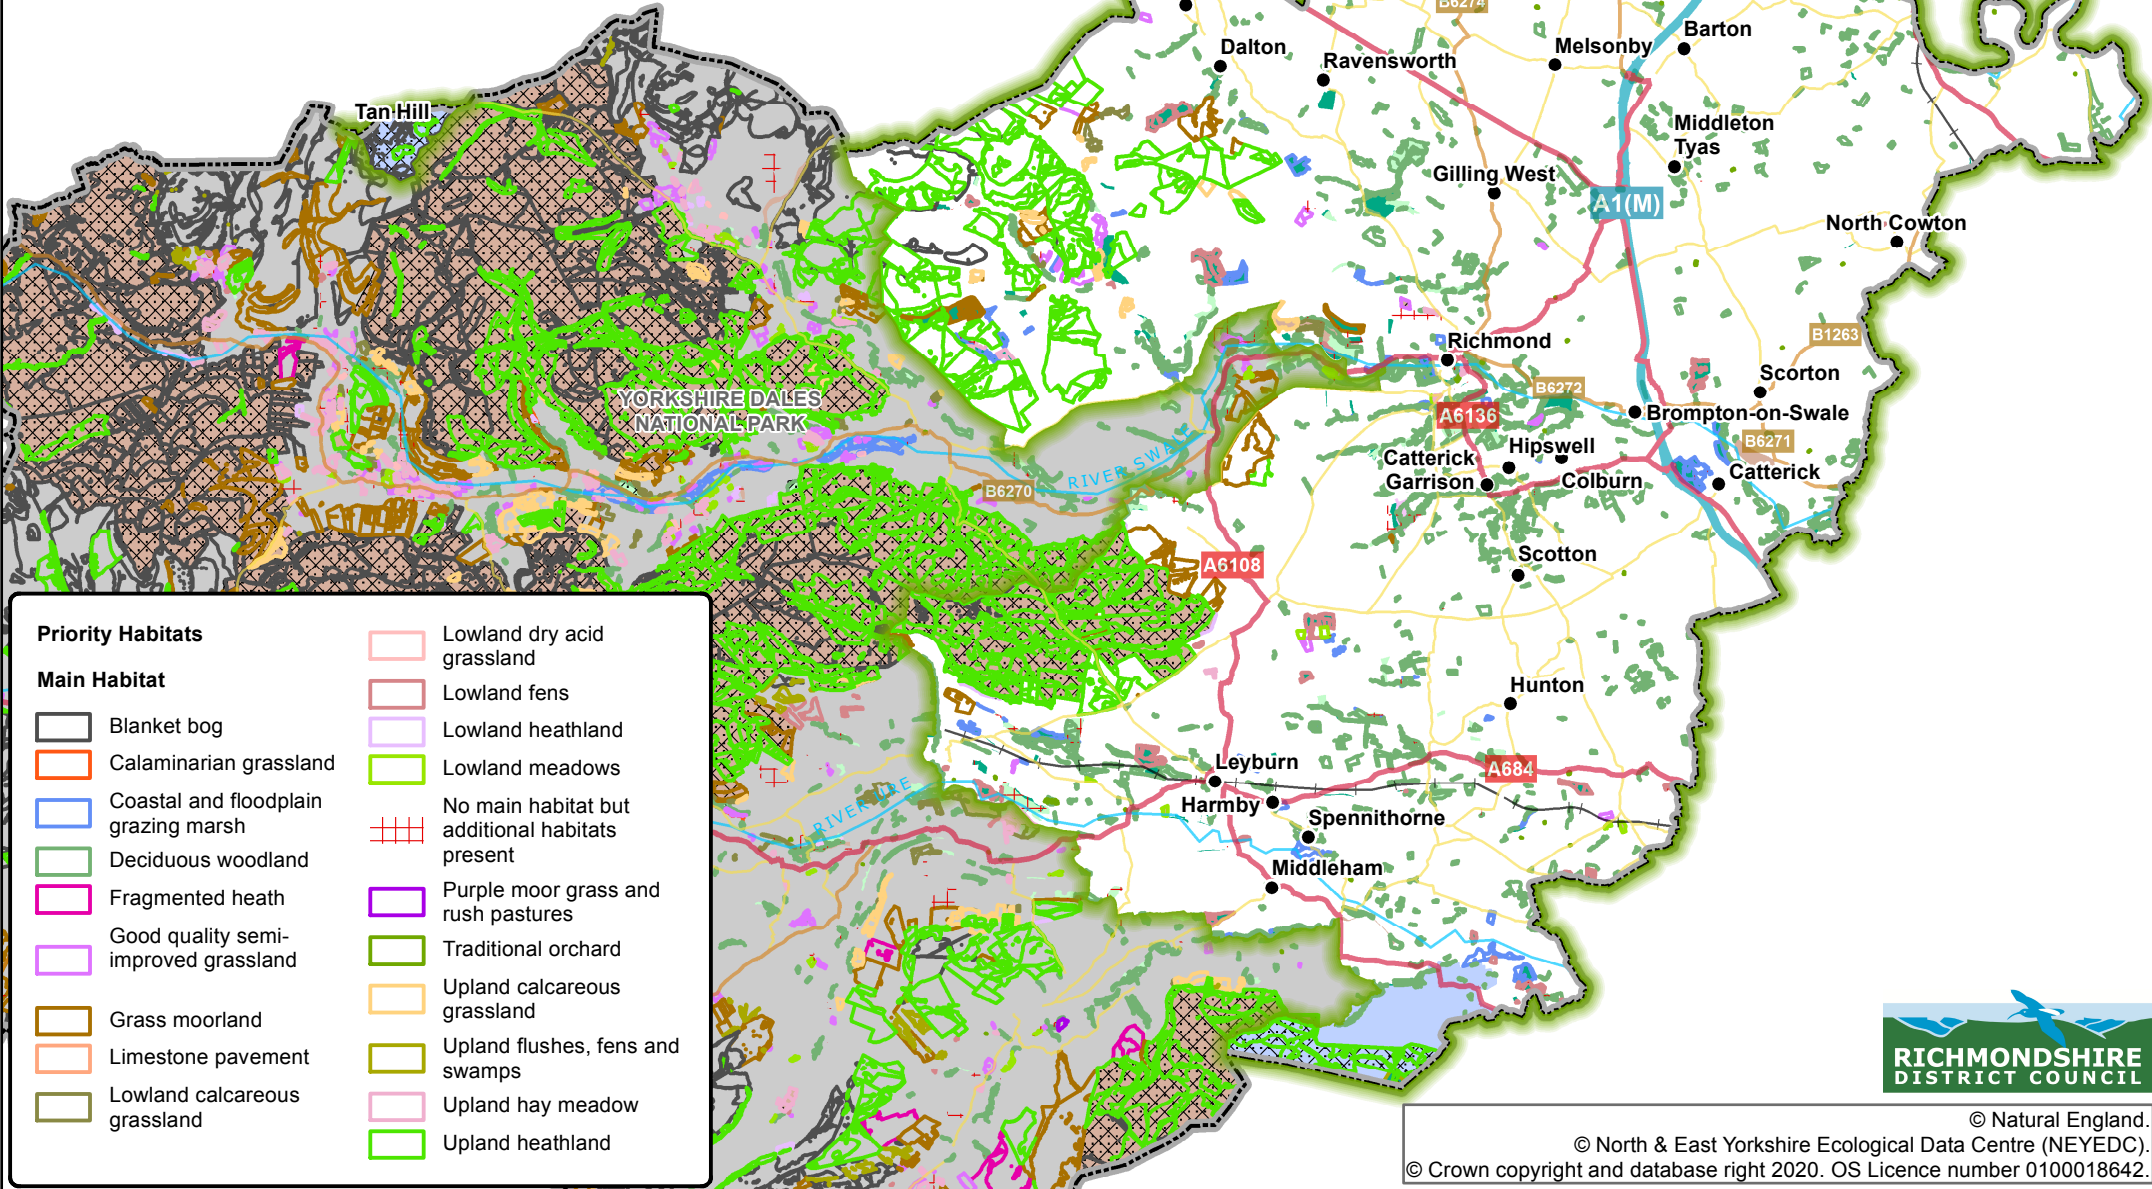 B6274
Barton
Dalton
Melsonby
Ravensworth
Tan Hill
Middleton
Tyas
Gilling West
A1(M)
North Cowton
B1263
Richmond
Scorton
B6272
YORKSHIRE DALES
NATIONAL PARK
A6136
Brompton-on-Swale
B6271
Hipswell
Catterick
Garrison
Colburn
Catterick
RIVER SWALE
B6270
Scotton
A6108
Hunton
Leyburn
A684
Harmby
Spennithorne
RIVER URE
Middleham
Priority Habitats
Main Habitat
Blanket bog
Calaminarian grassland
Coastal and floodplain
grazing marsh
Deciduous woodland
Fragmented heath
Good quality semi-
improved grassland
Grass moorland
Limestone pavement
Lowland calcareous
grassland
Lowland dry acid
grassland
Lowland fens
Lowland heathland
Lowland meadows
No main habitat but
additional habitats
present
Purple moor grass and
rush pastures
Traditional orchard
Upland calcareous
grassland
Upland flushes, fens and
swamps
Upland hay meadow
Upland heathland
RICHMONDSHIRE
DISTRICT COUNCIL
© Natural England.
© North & East Yorkshire Ecological Data Centre (NEYEDC).
© Crown copyright and database right 2020. OS Licence number 0100018642.